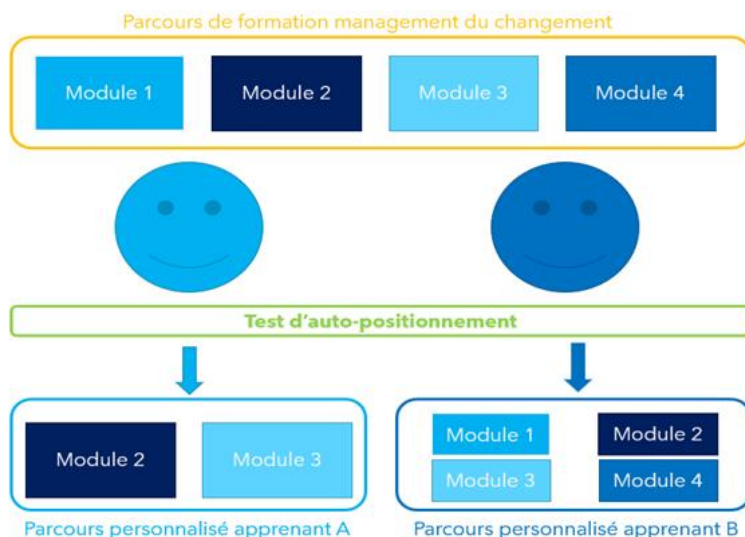 Parcours de formation management du changement
Module 1
Module 2
Module 3
Module 4
Test d'auto-positionnement
Module 2
Module 3
Module 1
Module 2
Module 3
Module 4
Parcours personnalisé apprenant A
Parcours personnalisé apprenant B